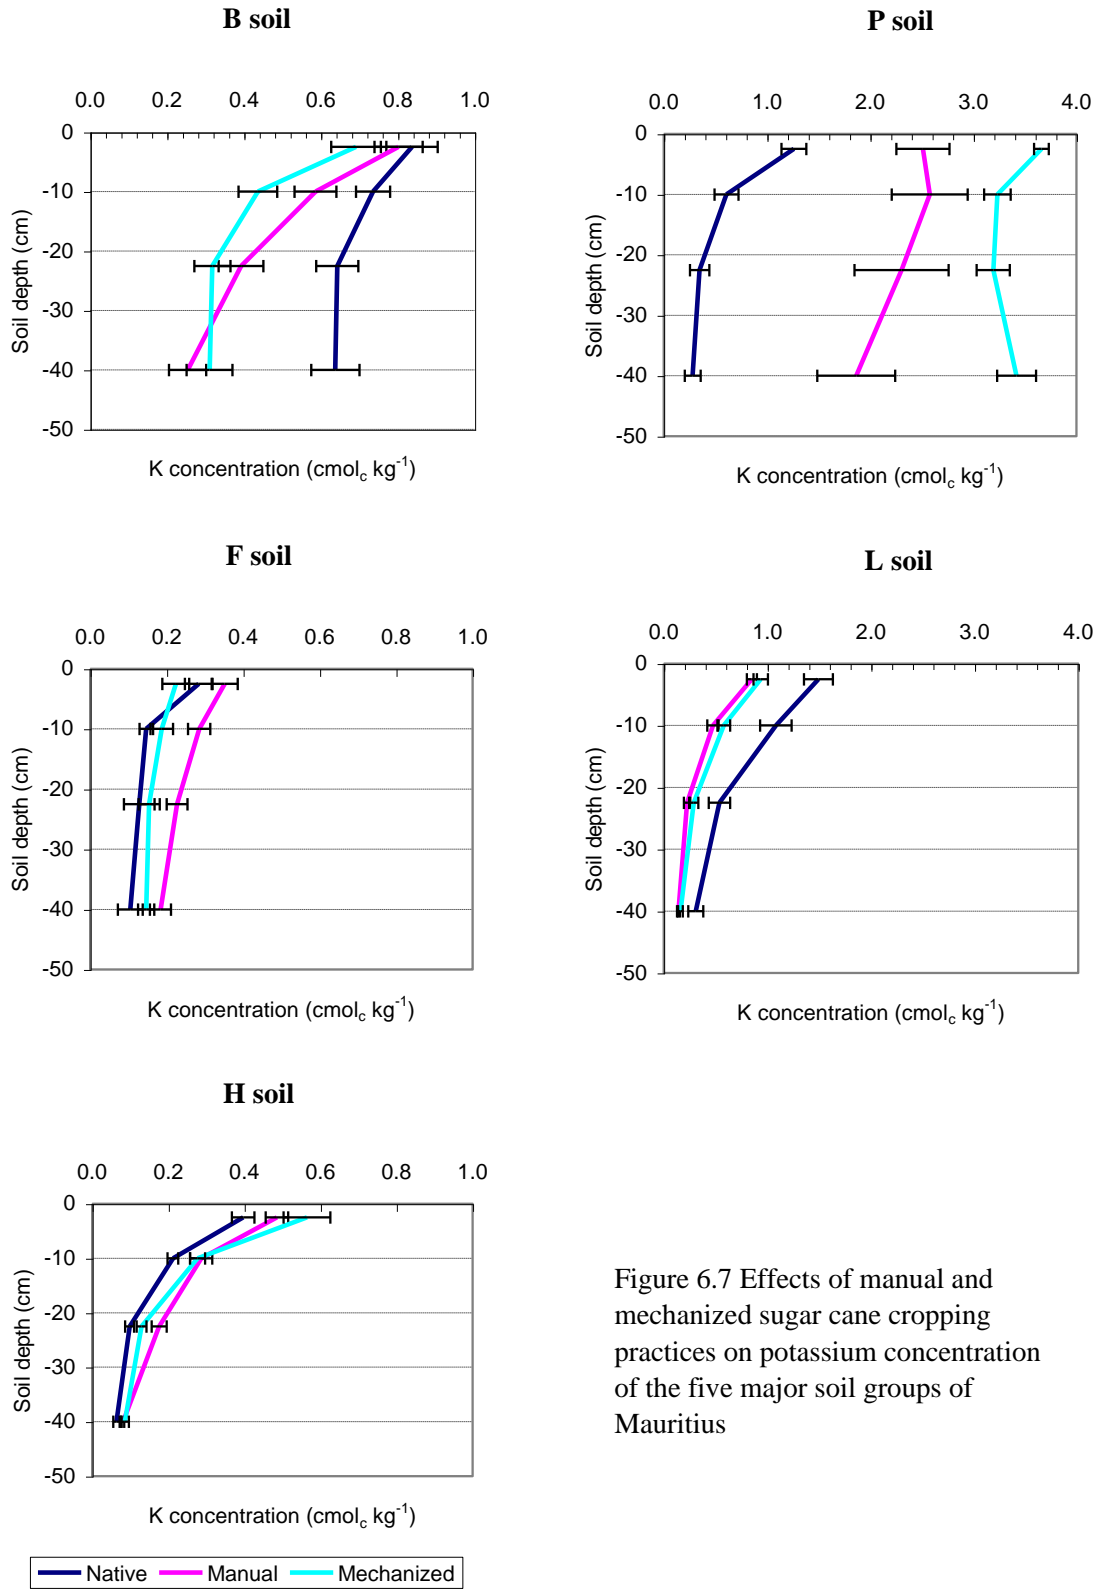 B soil
0.0 0.2 0.4 0.6 0.8 1.0
0
-10
-20
-30
-40
-50
Soil depth (cm)
K concentration (cmolc kg-1)
P soil
0.0 1.0 2.0 3.0 4.0
0
-10
-20
-30
-40
-50
Soil depth (cm)
K concentration (cmolc kg-1)
F soil
0.0 0.2 0.4 0.6 0.8 1.0
0
-10
-20
-30
-40
-50
Soil depth (cm)
K concentration (cmolc kg-1)
L soil
0.0 1.0 2.0 3.0 4.0
0
-10
-20
-30
-40
-50
Soil depth (cm)
K concentration (cmolc kg-1)
H soil
0.0 0.2 0.4 0.6 0.8 1.0
0
-10
-20
-30
-40
-50
Soil depth (cm)
K concentration (cmolc kg-1)
Native Manual Mechanized
Figure 6.7 Effects of manual and
mechanized sugar cane cropping
practices on potassium concentration
of the five major soil groups of
Mauritius